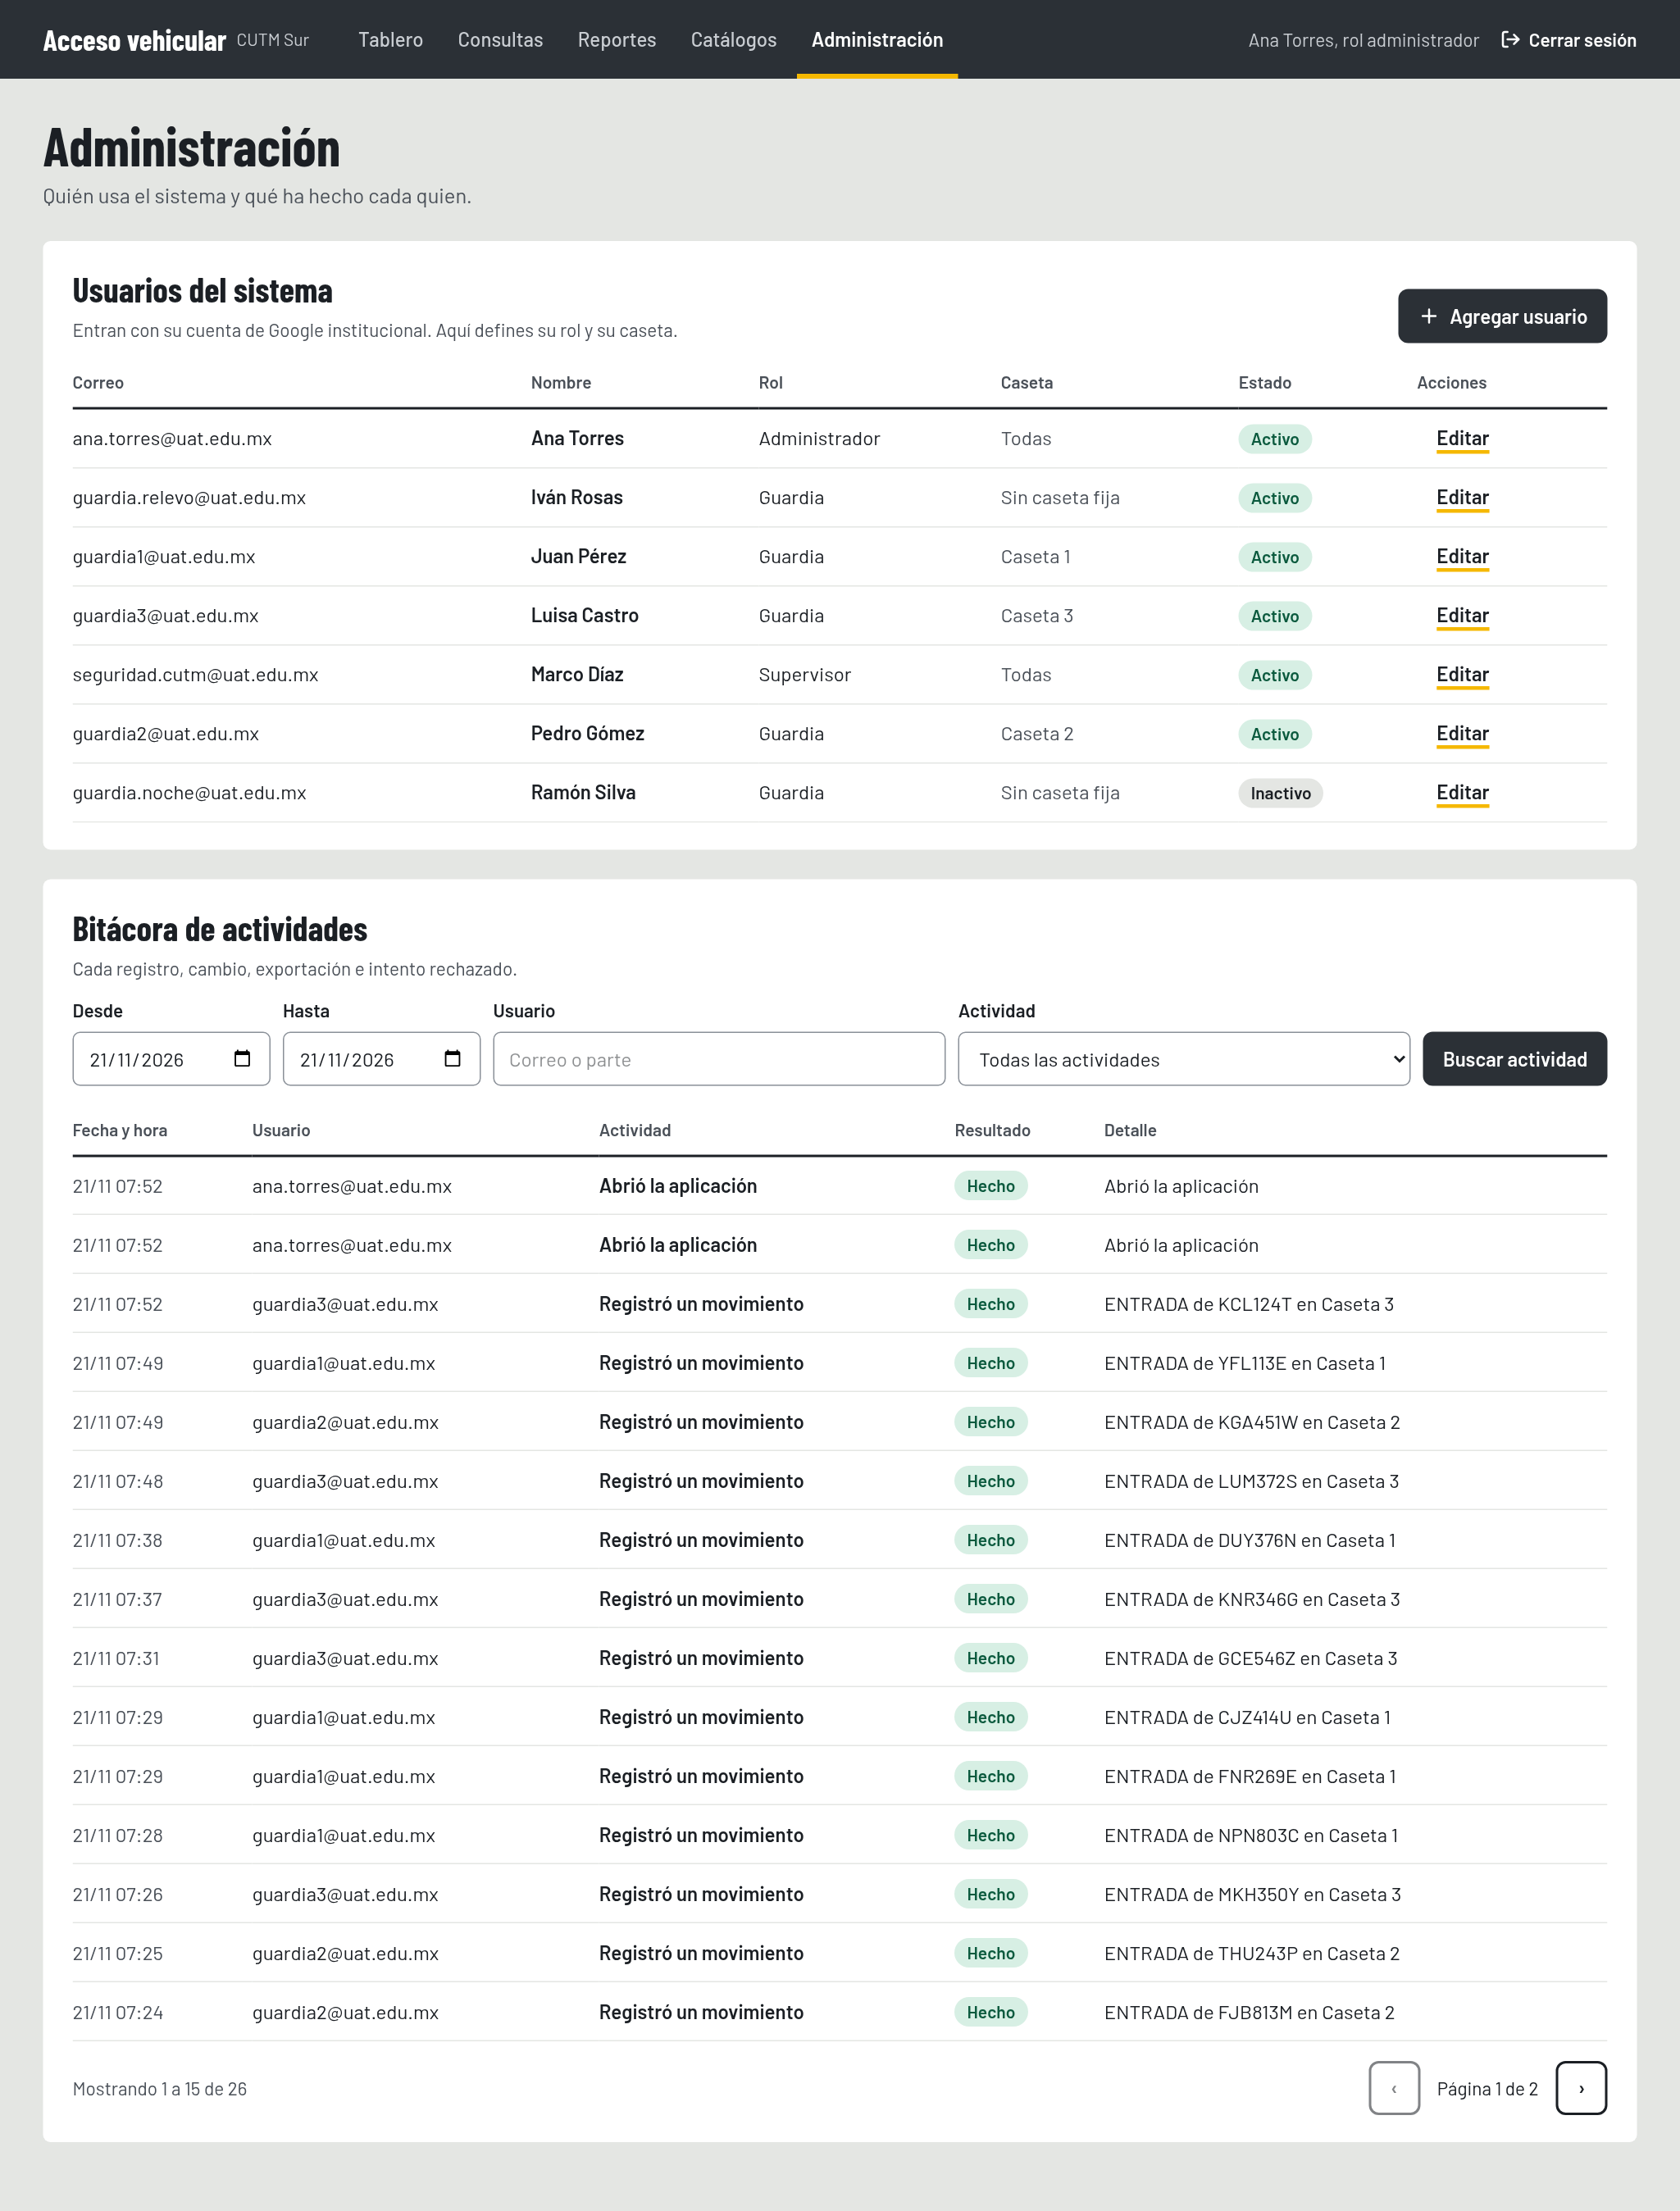 Acceso vehicular CUTM Sur Tablero Consultas Reportes Catálogos Administración Ana Torres, rol administrador Cerrar sesión
Administración
Quién usa el sistema y qué ha hecho cada quien.
Usuarios del sistema
Entran con su cuenta de Google institucional. Aquí defines su rol y su caseta.
+ Agregar usuario
Correo Nombre Rol Caseta Estado Acciones
ana.torres@uat.edu.mx Ana Torres Administrador Todas Activo Editar
guardia.relevo@uat.edu.mx Iván Rosas Guardia Sin caseta fija Activo Editar
guardia1@uat.edu.mx Juan Pérez Guardia Caseta 1 Activo Editar
guardia3@uat.edu.mx Luisa Castro Guardia Caseta 3 Activo Editar
seguridad.cutm@uat.edu.mx Marco Díaz Supervisor Todas Activo Editar
guardia2@uat.edu.mx Pedro Gómez Guardia Caseta 2 Activo Editar
guardia.noche@uat.edu.mx Ramón Silva Guardia Sin caseta fija Inactivo Editar
Bitácora de actividades
Cada registro, cambio, exportación e intento rechazado.
Desde Hasta Usuario Actividad
21/11/2026 21/11/2026 Correo o parte Todas las actividades Buscar actividad
Fecha y hora Usuario Actividad Resultado Detalle
21/11 07:52 ana.torres@uat.edu.mx Abrió la aplicación Hecho Abrió la aplicación
21/11 07:52 ana.torres@uat.edu.mx Abrió la aplicación Hecho Abrió la aplicación
21/11 07:52 guardia3@uat.edu.mx Registró un movimiento Hecho ENTRADA de KCL124T en Caseta 3
21/11 07:49 guardia1@uat.edu.mx Registró un movimiento Hecho ENTRADA de YFL113E en Caseta 1
21/11 07:49 guardia2@uat.edu.mx Registró un movimiento Hecho ENTRADA de KGA451W en Caseta 2
21/11 07:48 guardia3@uat.edu.mx Registró un movimiento Hecho ENTRADA de LUM372S en Caseta 3
21/11 07:38 guardia1@uat.edu.mx Registró un movimiento Hecho ENTRADA de DUY376N en Caseta 1
21/11 07:37 guardia3@uat.edu.mx Registró un movimiento Hecho ENTRADA de KNR346G en Caseta 3
21/11 07:31 guardia3@uat.edu.mx Registró un movimiento Hecho ENTRADA de GCE546Z en Caseta 3
21/11 07:29 guardia1@uat.edu.mx Registró un movimiento Hecho ENTRADA de CJZ414U en Caseta 1
21/11 07:29 guardia1@uat.edu.mx Registró un movimiento Hecho ENTRADA de FNR269E en Caseta 1
21/11 07:28 guardia1@uat.edu.mx Registró un movimiento Hecho ENTRADA de NPN803C en Caseta 1
21/11 07:26 guardia3@uat.edu.mx Registró un movimiento Hecho ENTRADA de MKH350Y en Caseta 3
21/11 07:25 guardia2@uat.edu.mx Registró un movimiento Hecho ENTRADA de THU243P en Caseta 2
21/11 07:24 guardia2@uat.edu.mx Registró un movimiento Hecho ENTRADA de FJB813M en Caseta 2
Mostrando 1 a 15 de 26 ‹ Página 1 de 2 ›